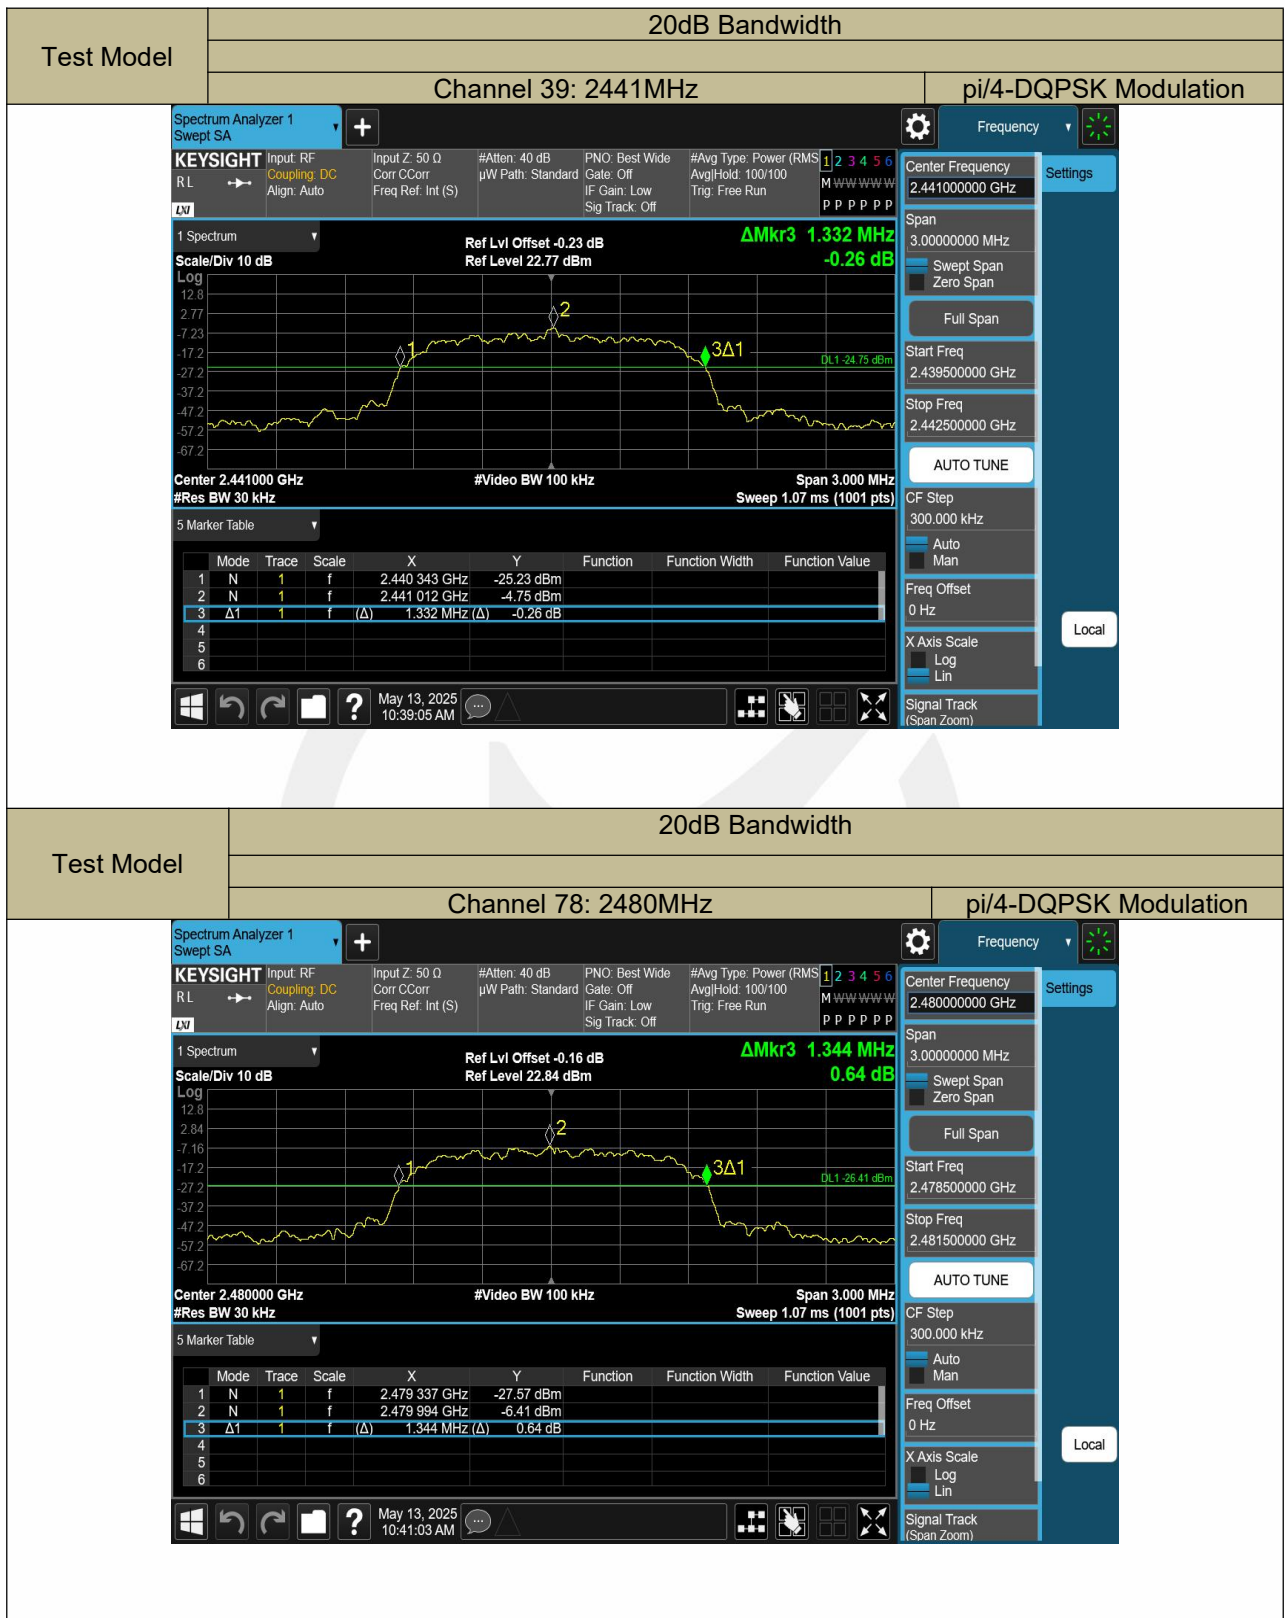 Test Model
20dB Bandwidth
Channel 39: 2441MHz
pi/4-DQPSK Modulation
Spectrum Analyzer 1
Swept SA
+
Frequency
KEYSIGHT
RL
LXI
Input: RF
Coupling: DC
Align: Auto
Input Z: 50 Ω
Corr CCorr
Freq Ref: Int (S)
#Atten: 40 dB
µW Path: Standard
PNO: Best Wide
Gate: Off
IF Gain: Low
Sig Track: Off
#Avg Type: Power (RMS
Avg|Hold: 100/100
Trig: Free Run
1 2 3 4 5 6
M W W W W W
P P P P P P
Center Frequency
2.441000000 GHz
Settings
Span
3.00000000 MHz
Swept Span
Zero Span
Full Span
Start Freq
2.439500000 GHz
Stop Freq
2.442500000 GHz
AUTO TUNE
CF Step
300.000 kHz
Auto
Man
Freq Offset
0 Hz
X Axis Scale
Log
Lin
Signal Track
(Span Zoom)
Local
1 Spectrum
Scale/Div 10 dB
Ref Lvl Offset -0.23 dB
Ref Level 22.77 dBm
ΔMkr3 1.332 MHz
-0.26 dB
Log
12.8
2.77
-7.23
-17.2
-27.2
-37.2
-47.2
-57.2
-67.2
1
2
3Δ1
DL1 -24.75 dBm
Center 2.441000 GHz
#Video BW 100 kHz
Span 3.000 MHz
#Res BW 30 kHz
Sweep 1.07 ms (1001 pts)
5 Marker Table
Mode Trace Scale X Y Function Function Width Function Value
1 N 1 f 2.440 343 GHz -25.23 dBm
2 N 1 f 2.441 012 GHz -4.75 dBm
3 Δ1 1 f (Δ) 1.332 MHz (Δ) -0.26 dB
4
5
6
?
May 13, 2025
10:39:05 AM
Test Model
20dB Bandwidth
Channel 78: 2480MHz
pi/4-DQPSK Modulation
Spectrum Analyzer 1
Swept SA
+
Frequency
KEYSIGHT
RL
LXI
Input: RF
Coupling: DC
Align: Auto
Input Z: 50 Ω
Corr CCorr
Freq Ref: Int (S)
#Atten: 40 dB
µW Path: Standard
PNO: Best Wide
Gate: Off
IF Gain: Low
Sig Track: Off
#Avg Type: Power (RMS
Avg|Hold: 100/100
Trig: Free Run
1 2 3 4 5 6
M W W W W W
P P P P P P
Center Frequency
2.480000000 GHz
Settings
Span
3.00000000 MHz
Swept Span
Zero Span
Full Span
Start Freq
2.478500000 GHz
Stop Freq
2.481500000 GHz
AUTO TUNE
CF Step
300.000 kHz
Auto
Man
Freq Offset
0 Hz
X Axis Scale
Log
Lin
Signal Track
(Span Zoom)
Local
1 Spectrum
Scale/Div 10 dB
Ref Lvl Offset -0.16 dB
Ref Level 22.84 dBm
ΔMkr3 1.344 MHz
0.64 dB
Log
12.8
2.84
-7.16
-17.2
-27.2
-37.2
-47.2
-57.2
-67.2
1
2
3Δ1
DL1 -26.41 dBm
Center 2.480000 GHz
#Video BW 100 kHz
Span 3.000 MHz
#Res BW 30 kHz
Sweep 1.07 ms (1001 pts)
5 Marker Table
Mode Trace Scale X Y Function Function Width Function Value
1 N 1 f 2.479 337 GHz -27.57 dBm
2 N 1 f 2.479 994 GHz -6.41 dBm
3 Δ1 1 f (Δ) 1.344 MHz (Δ) 0.64 dB
4
5
6
?
May 13, 2025
10:41:03 AM